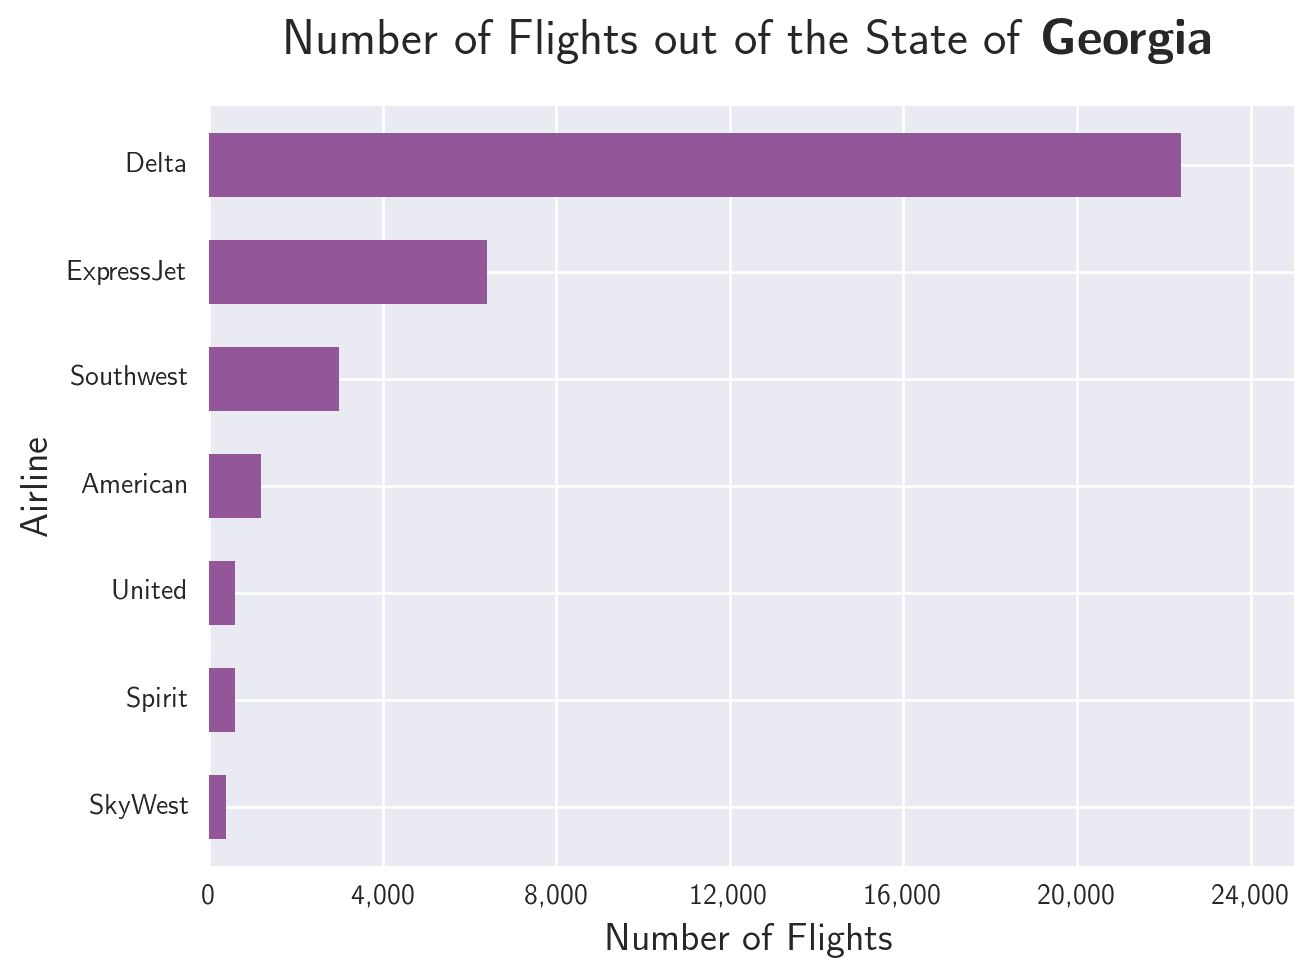 Number of Flights out of the State of Georgia
Delta
ExpressJet
Southwest
American
United
Spirit
SkyWest
Airline
0 4,000 8,000 12,000 16,000 20,000 24,000
Number of Flights